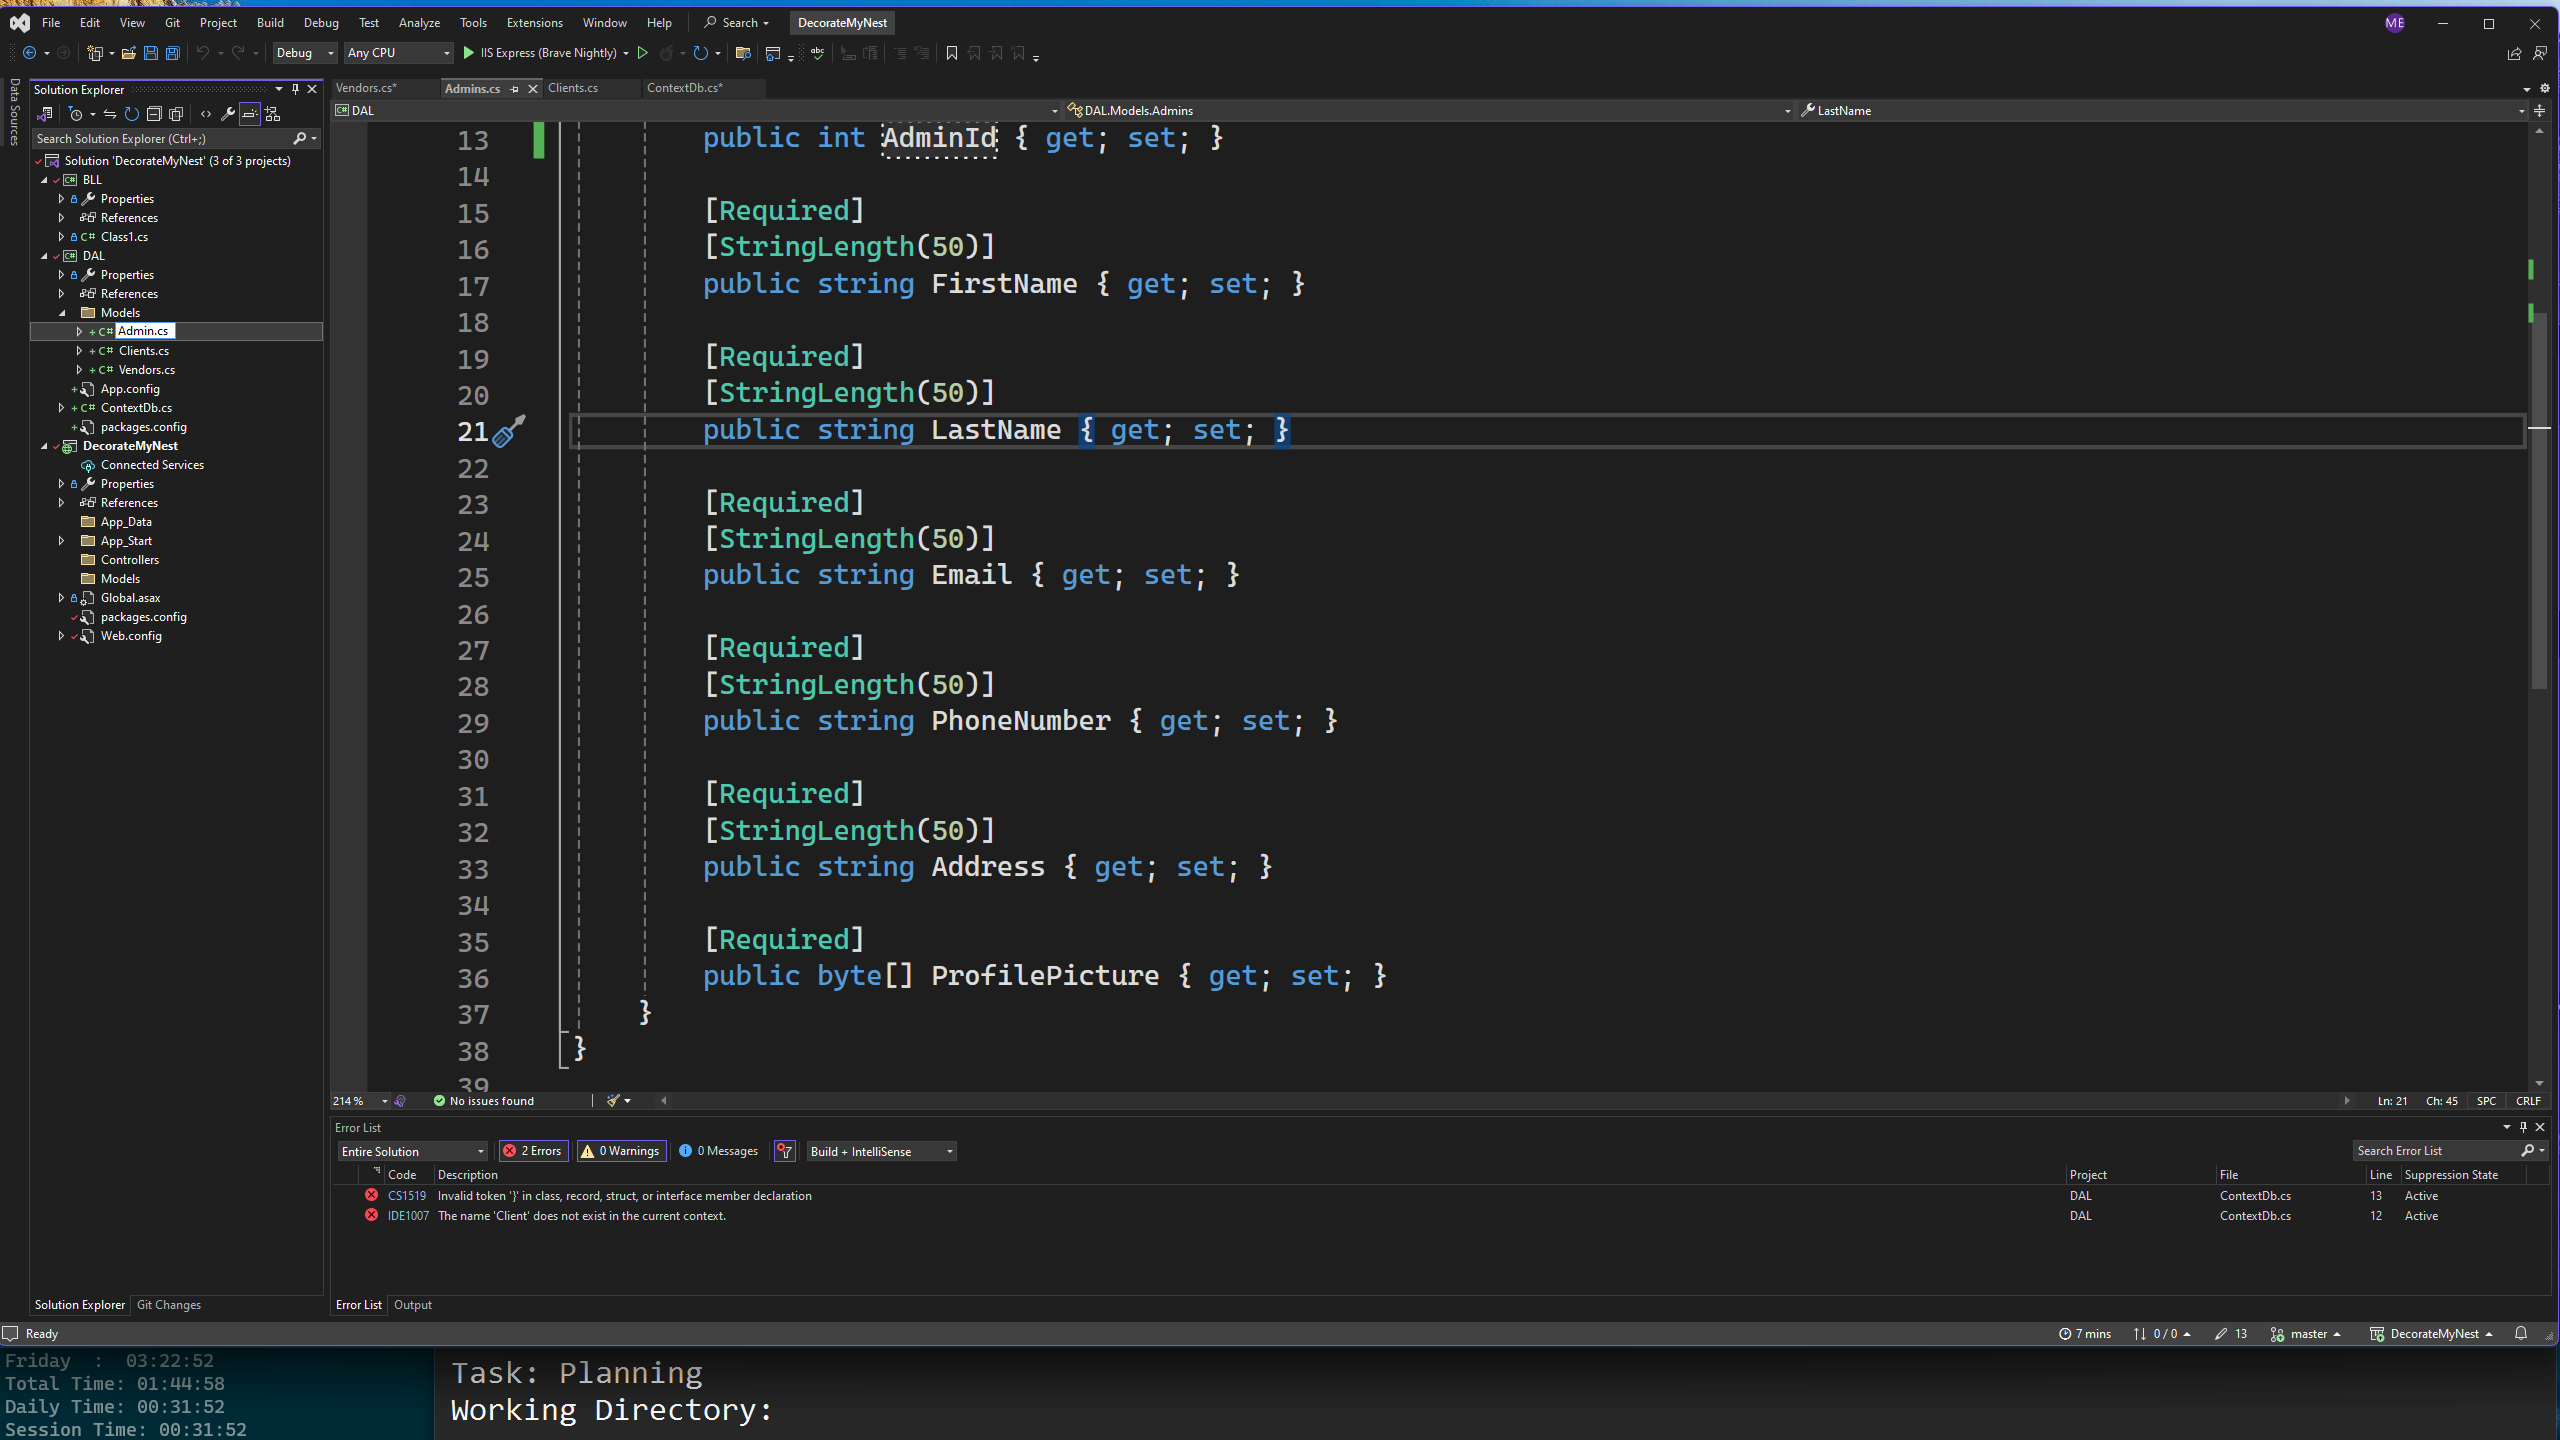 File Edit View Git Project Build Debug Test Analyze Tools Extensions Window Help Search DecorateMyNest ME
Debug Any CPU IIS Express (Brave Nightly)
Data Sources
Solution Explorer
Search Solution Explorer (Ctrl+;)
Solution 'DecorateMyNest' (3 of 3 projects)
BLL
Properties
References
C# Class1.cs
DAL
Properties
References
Models
C# Admin.cs
C# Clients.cs
C# Vendors.cs
App.config
C# ContextDb.cs
packages.config
DecorateMyNest
Connected Services
Properties
References
App_Data
App_Start
Controllers
Models
Global.asax
packages.config
Web.config
Solution Explorer Git Changes
Vendors.cs* Admins.cs Clients.cs ContextDb.cs*
DAL DAL.Models.Admins LastName
13 public int AdminId { get; set; }
14
15 [Required]
16 [StringLength(50)]
17 public string FirstName { get; set; }
18
19 [Required]
20 [StringLength(50)]
21 public string LastName { get; set; }
22
23 [Required]
24 [StringLength(50)]
25 public string Email { get; set; }
26
27 [Required]
28 [StringLength(50)]
29 public string PhoneNumber { get; set; }
30
31 [Required]
32 [StringLength(50)]
33 public string Address { get; set; }
34
35 [Required]
36 public byte[] ProfilePicture { get; set; }
37 }
38 }
39
214 % No issues found Ln: 21 Ch: 45 SPC CRLF
Error List
Entire Solution 2 Errors 0 Warnings 0 Messages Build + IntelliSense Search Error List
Code Description Project File Line Suppression State
CS1519 Invalid token '}' in class, record, struct, or interface member declaration DAL ContextDb.cs 13 Active
IDE1007 The name 'Client' does not exist in the current context. DAL ContextDb.cs 12 Active
Error List Output
Ready 7 mins 0 / 0 13 master DecorateMyNest
Friday : 03:22:52
Total Time: 01:44:58
Daily Time: 00:31:52
Session Time: 00:31:52
Task: Planning
Working Directory: